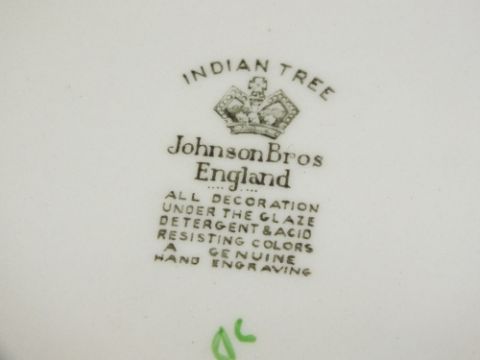 INDIAN TREE
Johnson Bros
England
ALL DECORATION
UNDER THE GLAZE
DETERGENT & ACID
RESISTING COLORS
A GENUINE
HAND ENGRAVING